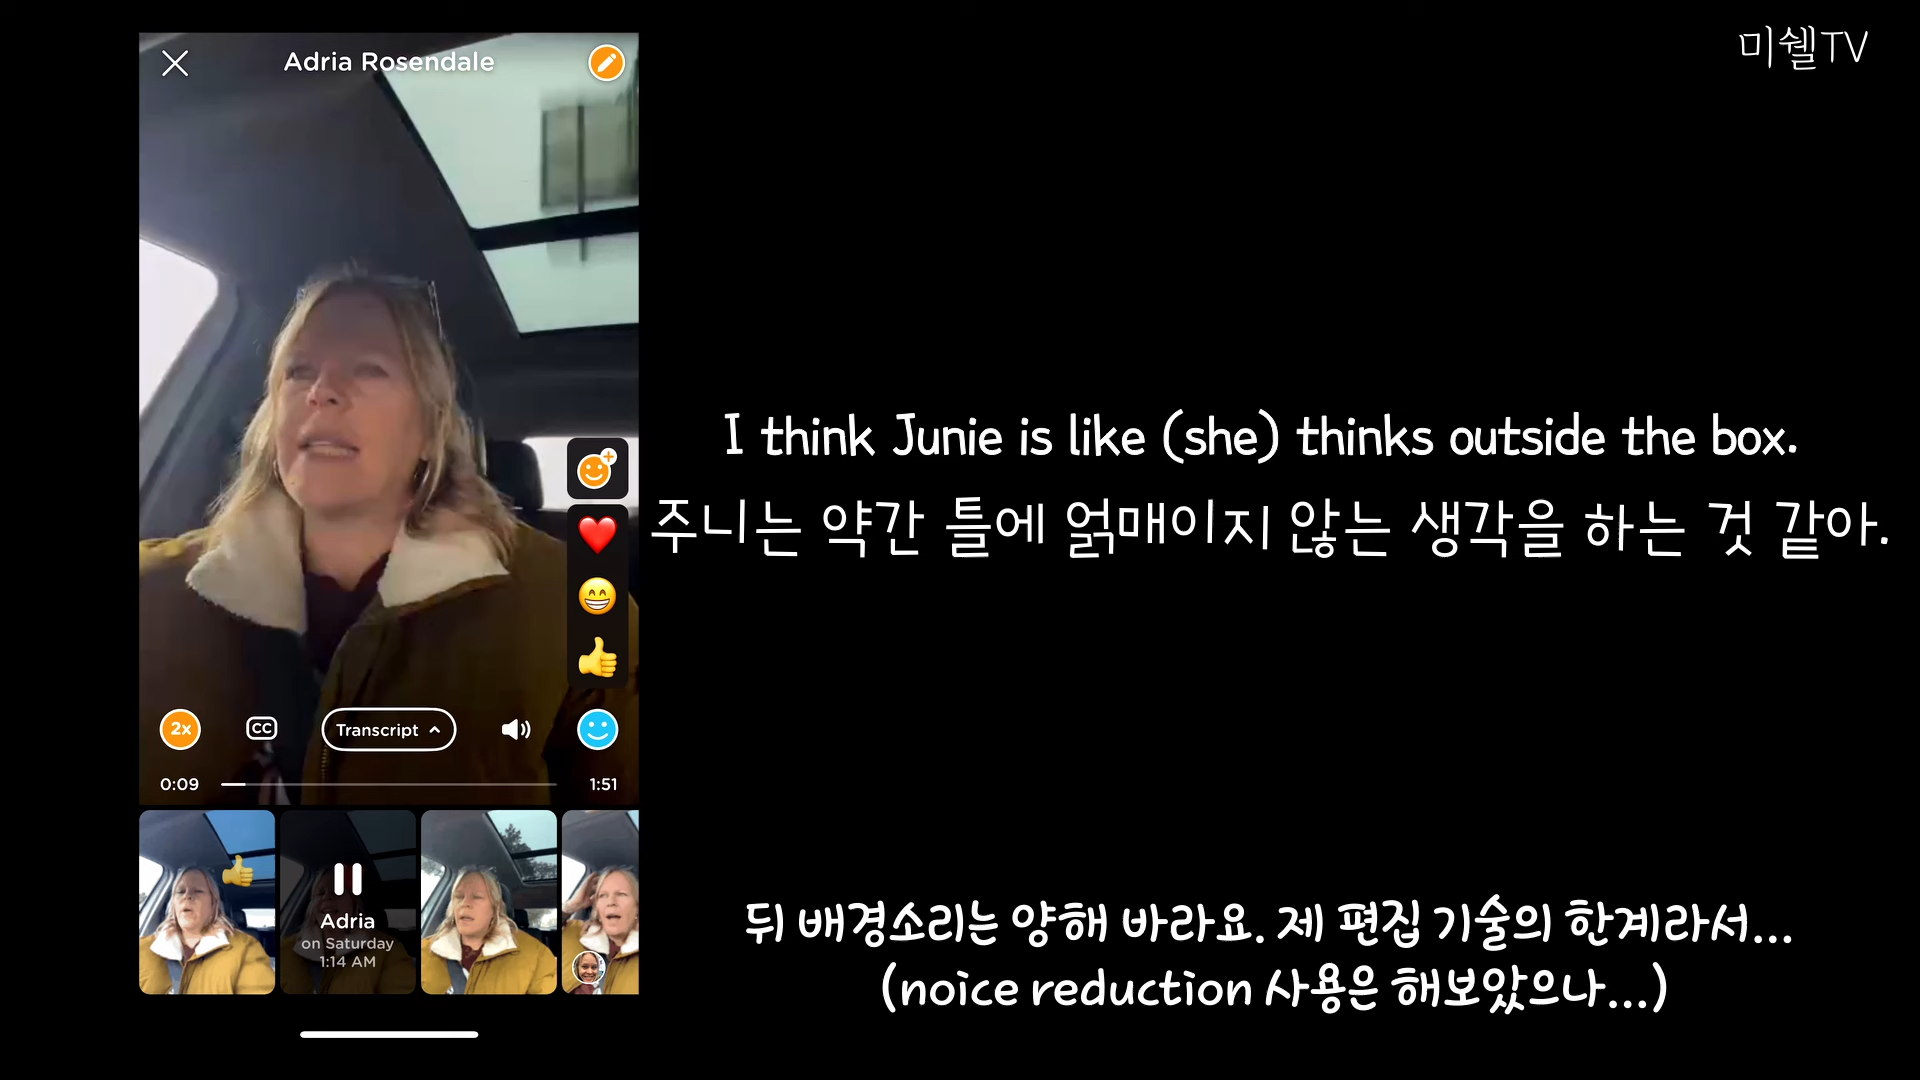 Adria Rosendale
미쉘TV
I think Junie is like (she) thinks outside the box.
주니는 약간 틀에 얽매이지 않는 생각을 하는 것 같아.
2x
CC
Transcript
0:09
1:51
Adria
on Saturday
1:14 AM
뒤 배경소리는 양해 바라요. 제 편집 기술의 한계라서...
(noice reduction 사용은 해보았으나...)